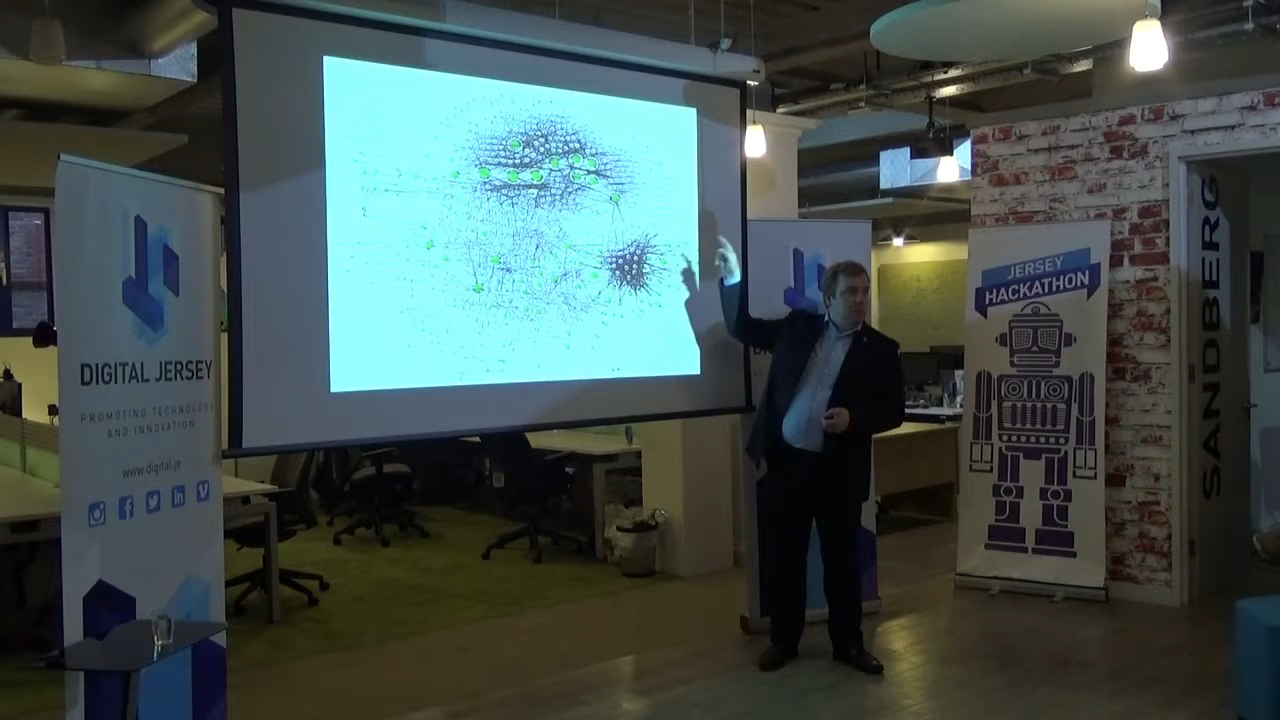 DIGITAL JERSEY
PROMOTING TECHNOLOGY
AND INNOVATION
www.digital.je
JERSEY
HACKATHON
SANDBERG